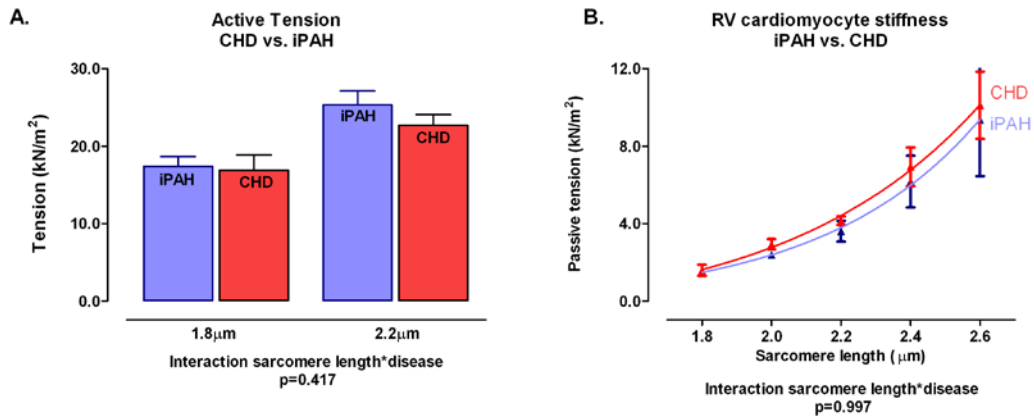 A.
Active Tension
CHD vs. iPAH
30.0
20.0
10.0
0.0
Tension (kN/m²)
iPAH
CHD
iPAH
CHD
1.8μm
2.2μm
Interaction sarcomere length*disease
p=0.417
B.
RV cardiomyocyte stiffness
iPAH vs. CHD
12.0
8.0
4.0
0.0
Passive tension (kN/m²)
CHD
iPAH
1.8
2.0
2.2
2.4
2.6
Sarcomere length ( μm)
Interaction sarcomere length*disease
p=0.997